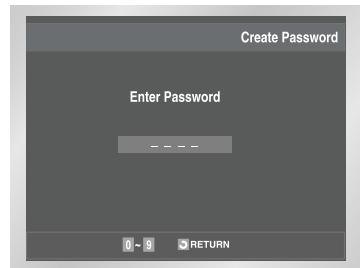 Create Password
Enter Password
_ _ _ _
0 ~ 9 RETURN